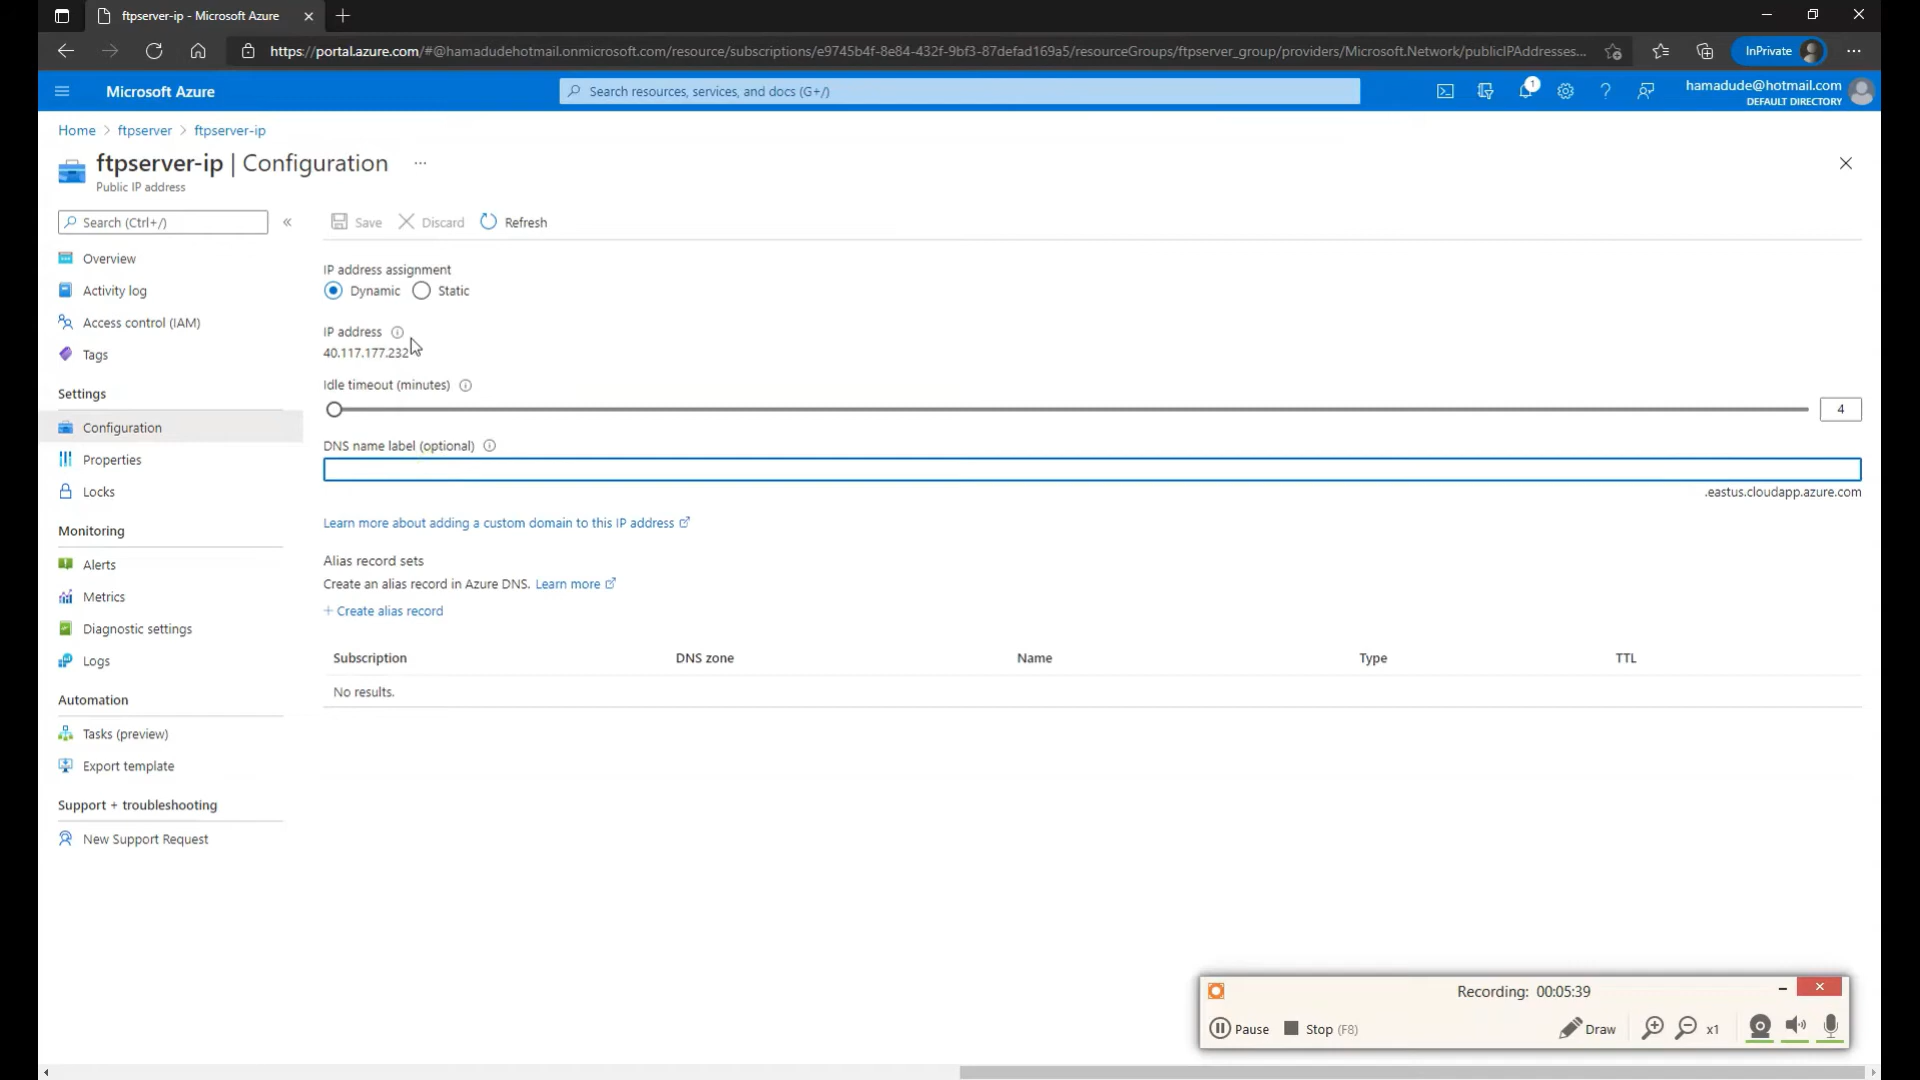 ftpserver-ip - Microsoft Azure
https://portal.azure.com/#@hamadudehotmail.onmicrosoft.com/resource/subscriptions/e9745b4f-8e84-432f-9bf3-87defad169a5/resourceGroups/ftpserver_group/providers/Microsoft.Network/publicIPAddresses...
InPrivate
Microsoft Azure
Search resources, services, and docs (G+/)
1
hamadude@hotmail.com
DEFAULT DIRECTORY
Home > ftpserver > ftpserver-ip
ftpserver-ip | Configuration ...
Public IP address
Search (Ctrl+/)
«
Save
Discard
Refresh
Overview
Activity log
Access control (IAM)
Tags
Settings
Configuration
Properties
Locks
Monitoring
Alerts
Metrics
Diagnostic settings
Logs
Automation
Tasks (preview)
Export template
Support + troubleshooting
New Support Request
IP address assignment
Dynamic Static
IP address
40.117.177.232
Idle timeout (minutes)
4
DNS name label (optional)
.eastus.cloudapp.azure.com
Learn more about adding a custom domain to this IP address
Alias record sets
Create an alias record in Azure DNS. Learn more
+ Create alias record
Subscription DNS zone Name Type TTL
No results.
Recording: 00:05:39
Pause Stop (F8) Draw x1